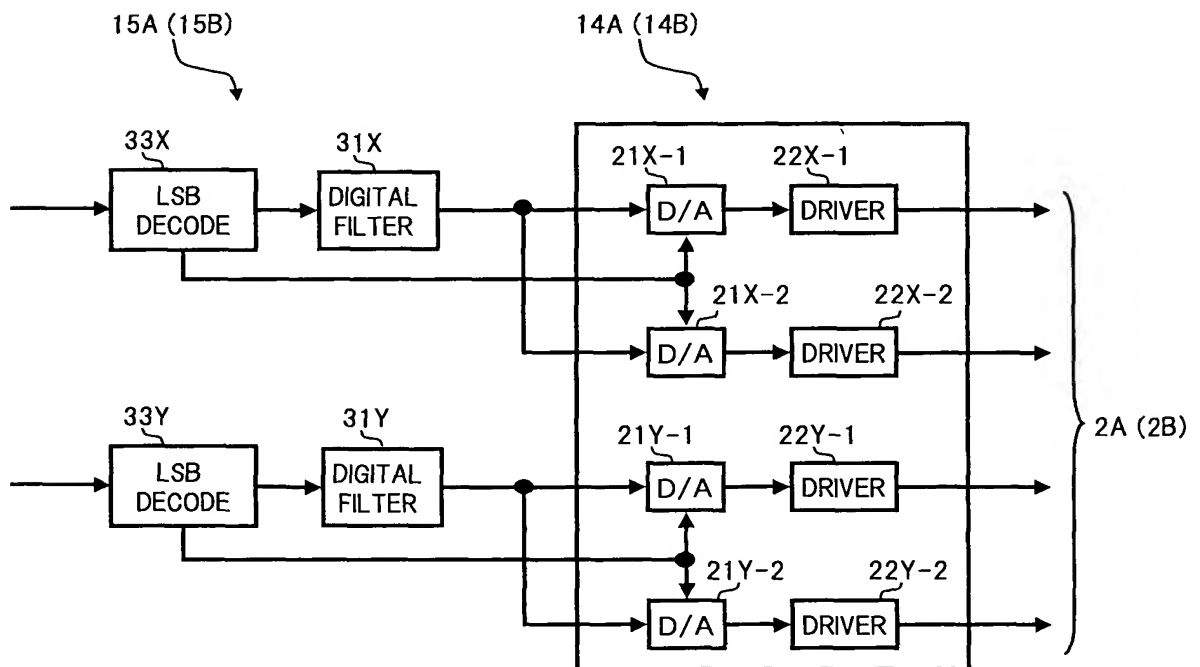 15A (15B)
14A (14B)
33X
31X
21X-1
22X-1
LSB
DECODE
DIGITAL
FILTER
D/A
DRIVER
21X-2
22X-2
D/A
DRIVER
33Y
31Y
21Y-1
22Y-1
2A (2B)
LSB
DECODE
DIGITAL
FILTER
D/A
DRIVER
21Y-2
22Y-2
D/A
DRIVER